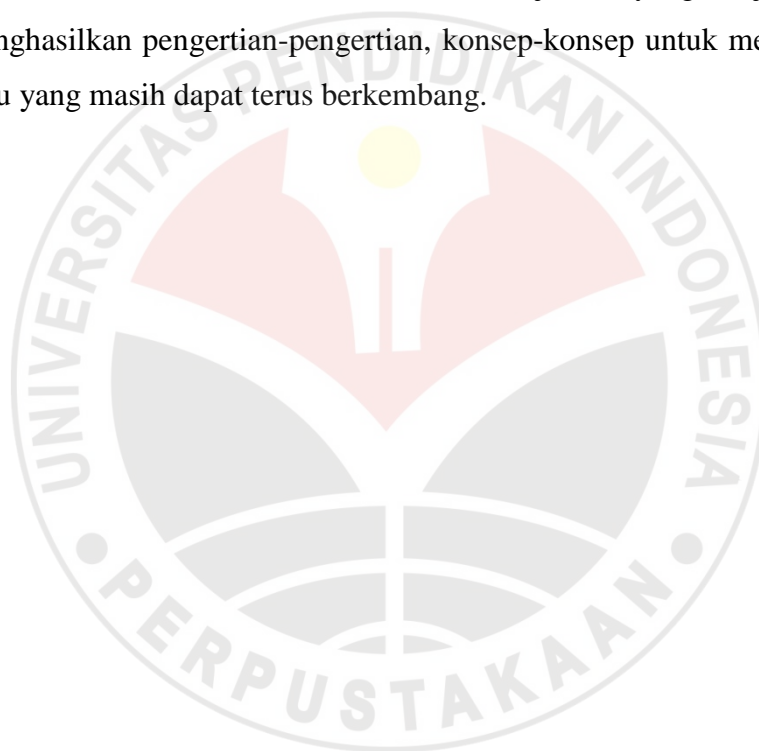 nghasilkan pengertian-pengertian, konsep-konsep untuk me
u yang masih dapat terus berkembang.
UNIVERSITAS PENDIDIKAN INDONESIA
PERPUSTAKAAN